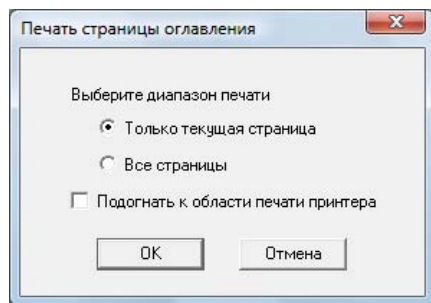 Печать страницы оглавления
Выберите диапазон печати
Только текущая страница
Все страницы
Подогнать к области печати принтера
OK
Отмена